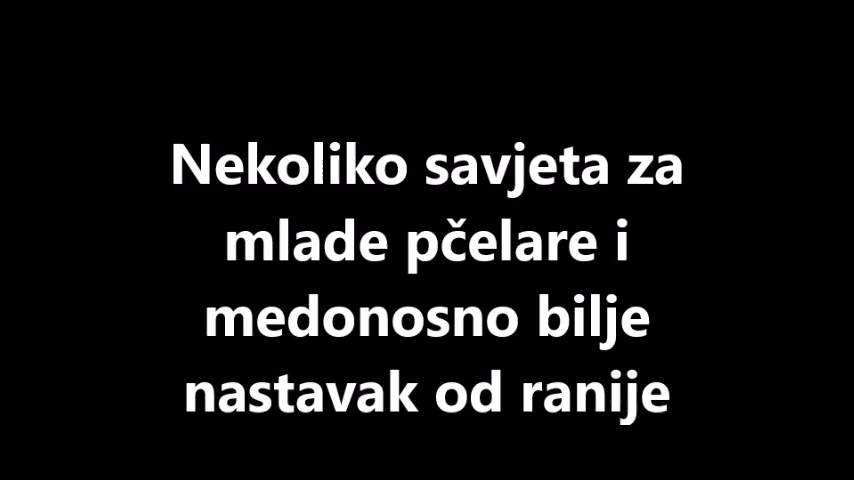 Nekoliko savjeta za
mlade pčelare i
medonosno bilje
nastavak od ranije